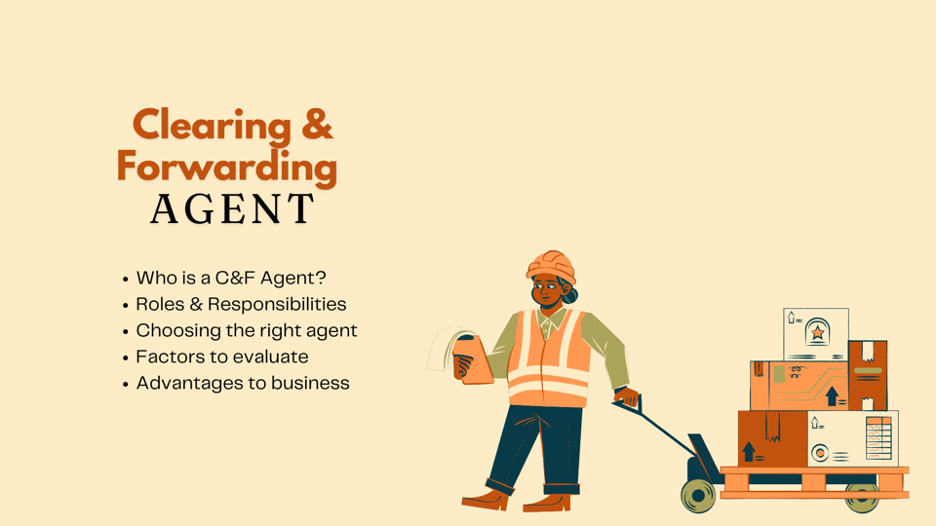 Clearing &
Forwarding
AGENT
• Who is a C&F Agent?
• Roles & Responsibilities
• Choosing the right agent
• Factors to evaluate
• Advantages to business